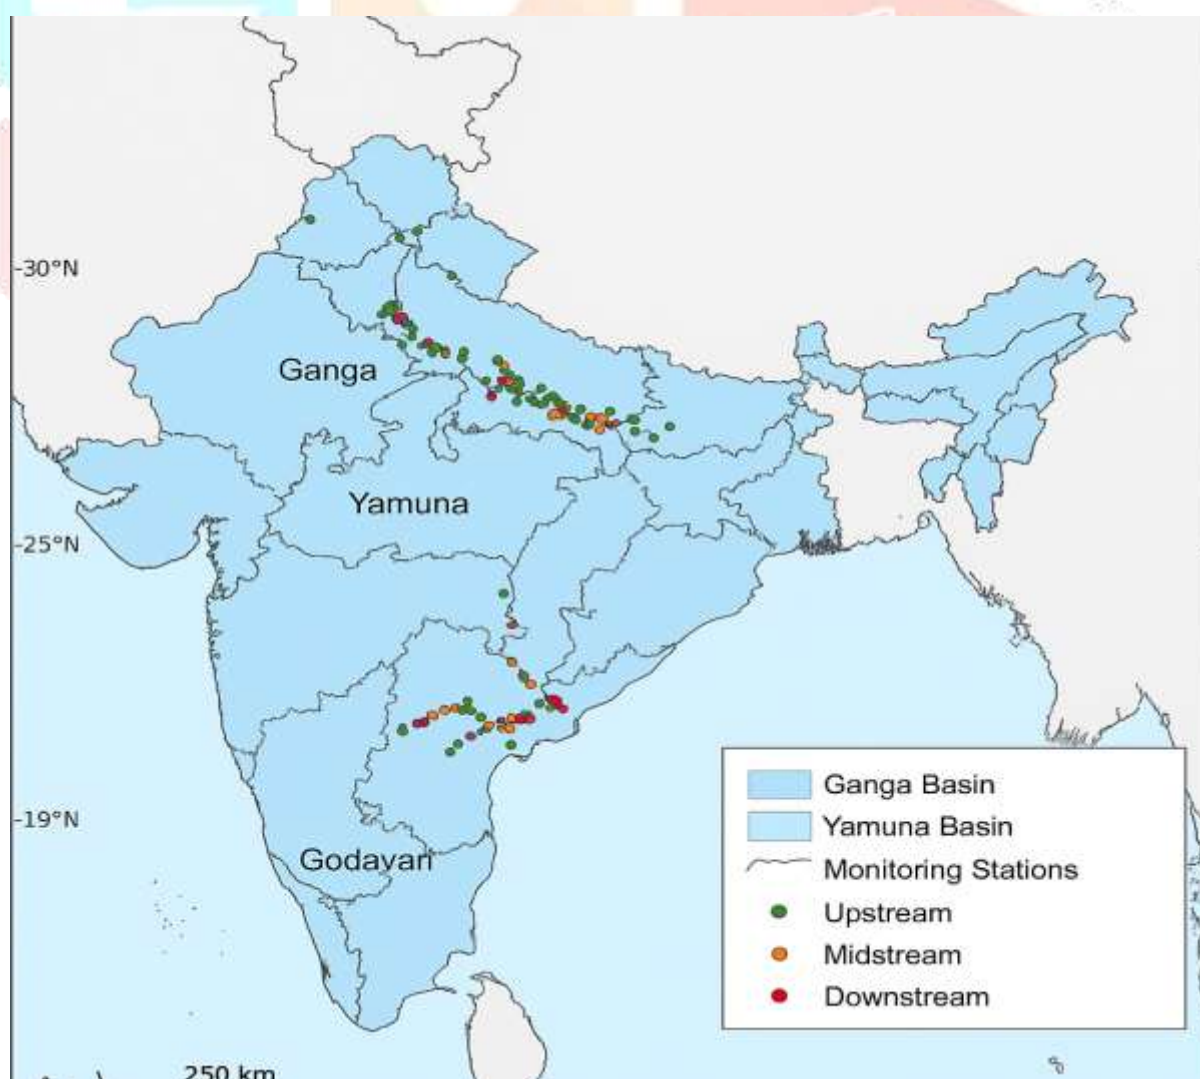 30°N
Ganga
Yamuna
25°N
19°N
Godavari
Ganga Basin
Yamuna Basin
Monitoring Stations
Upstream
Midstream
Downstream
250 km